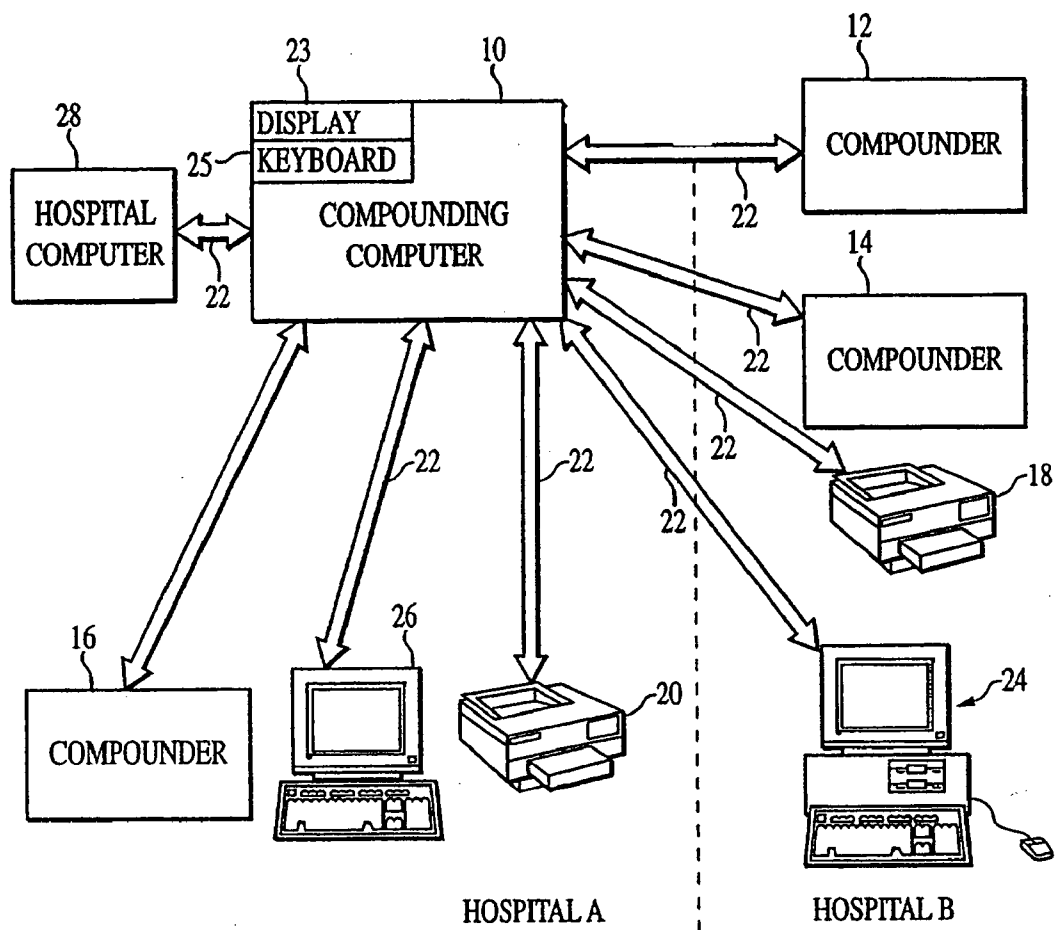 23
10
12
28
DISPLAY
25
KEYBOARD
COMPOUNDER
HOSPITAL
COMPUTER
COMPOUNDING
COMPUTER
22
22
14
22
COMPOUNDER
22
22
22
22
18
16
26
COMPOUNDER
20
24
HOSPITAL A
HOSPITAL B